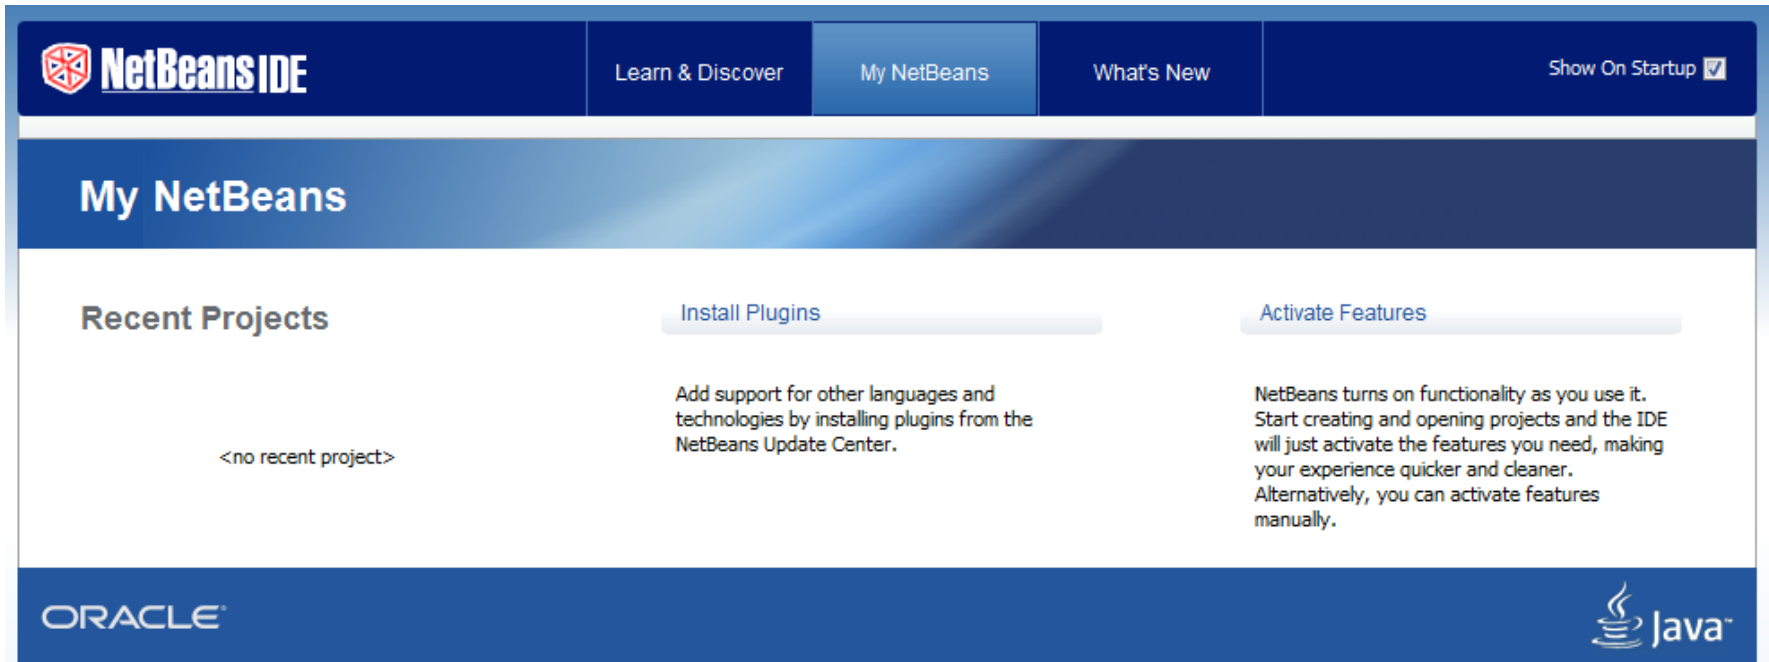 NetBeans IDE
Learn & Discover
My NetBeans
What's New
Show On Startup
My NetBeans
Recent Projects
<no recent project>
Install Plugins
Add support for other languages and
technologies by installing plugins from the
NetBeans Update Center.
Activate Features
NetBeans turns on functionality as you use it.
Start creating and opening projects and the IDE
will just activate the features you need, making
your experience quicker and cleaner.
Alternatively, you can activate features
manually.
ORACLE
Java